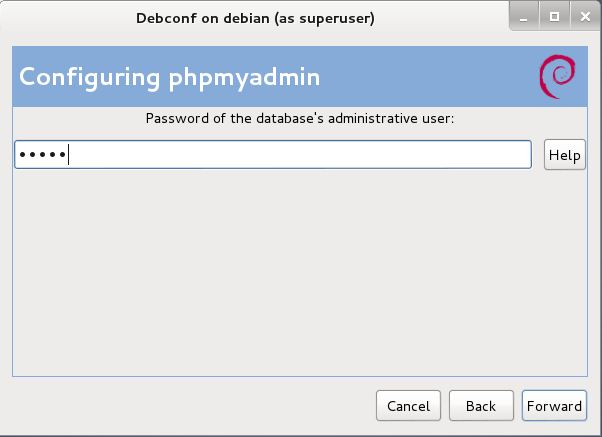 Debconf on debian (as superuser)
Configuring phpmyadmin
Password of the database's administrative user:
•••••
Help
Cancel Back Forward